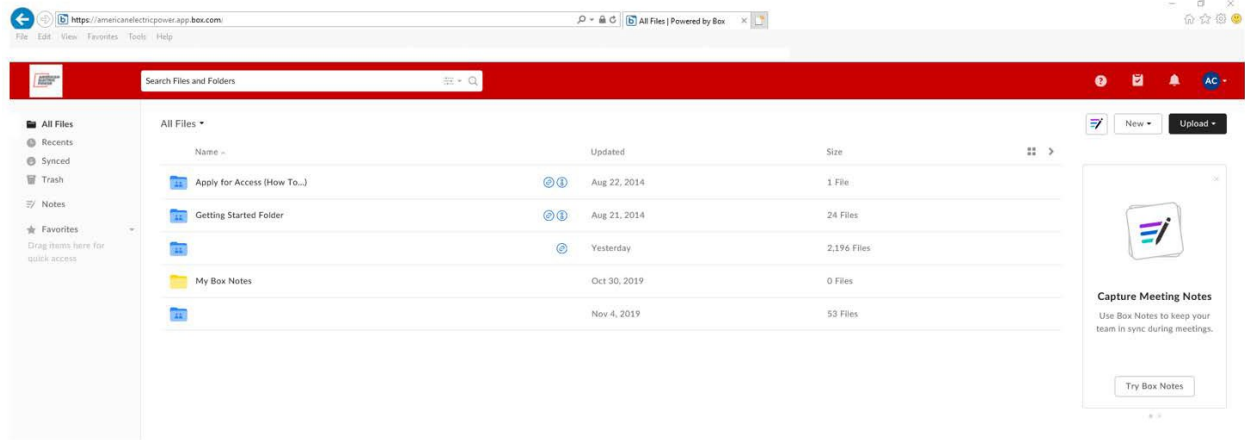 https://americanelectricpower.app.box.com/
All Files | Powered by Box
File Edit View Favorites Tools Help
AMERICAN ELECTRIC POWER
Search Files and Folders
AC
All Files
Recents
Synced
Trash
Notes
Favorites
Drag items here for
quick access
All Files
New
Upload
Name
Updated
Size
Apply for Access (How To...)
Aug 22, 2014
1 File
Getting Started Folder
Aug 21, 2014
24 Files
Yesterday
2,196 Files
My Box Notes
Oct 30, 2019
0 Files
Nov 4, 2019
53 Files
Capture Meeting Notes
Use Box Notes to keep your
team in sync during meetings.
Try Box Notes